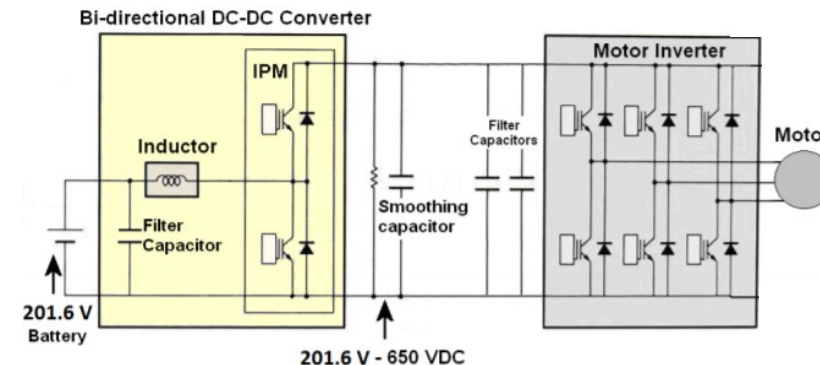 Bi-directional DC-DC Converter
IPM
Inductor
Filter
Capacitor
201.6 V
Battery
Smoothing
capacitor
201.6 V - 650 VDC
Filter
Capacitors
Motor Inverter